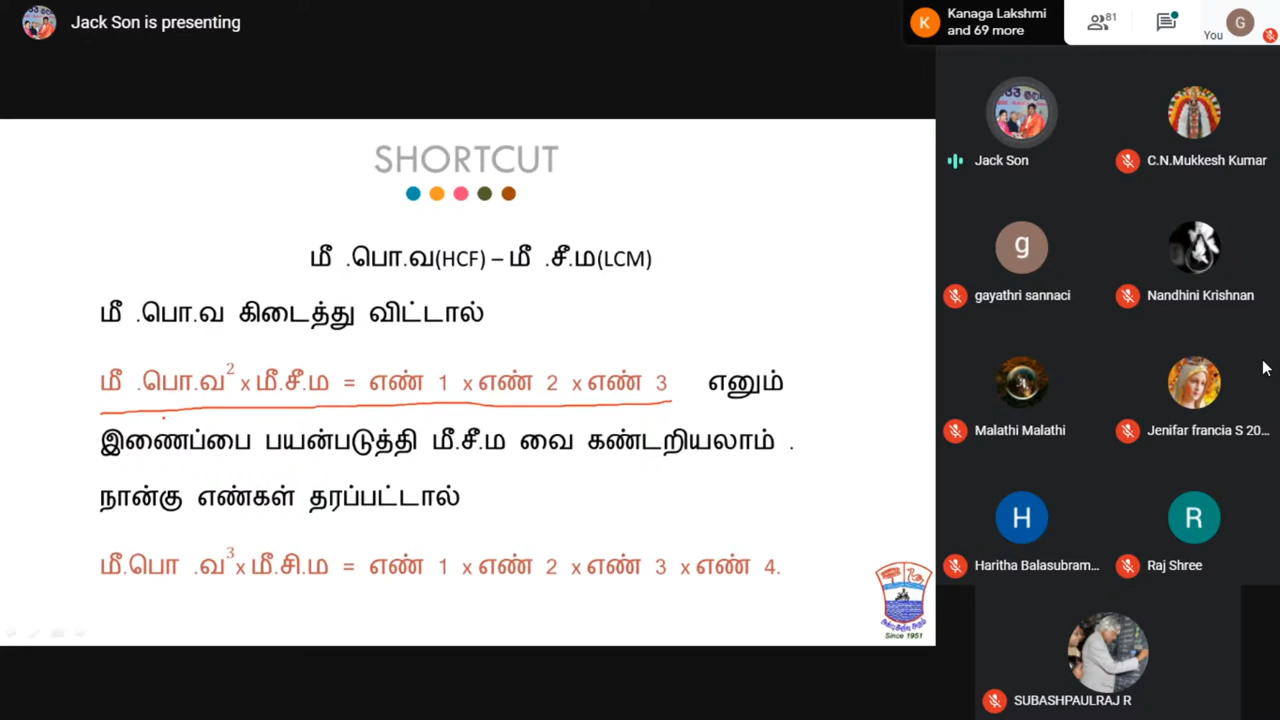 Jack Son is presenting
Kanaga Lakshmi
and 69 more
81
You
K
G
SHORTCUT
மீ .பொ.வ(HCF) – மீ .சீ.ம(LCM)
மீ .பொ.வ கிடைத்து விட்டால்
மீ .பொ.வ² x மீ.சீ.ம = எண் 1 x எண் 2 x எண் 3 எனும்
இணைப்பை பயன்படுத்தி மீ.சீ.ம வை கண்டறியலாம் .
நான்கு எண்கள் தரப்பட்டால்
மீ.பொ .வ³x மீ.சி.ம = எண் 1 x எண் 2 x எண் 3 x எண் 4.
Since 1951
Jack Son
C.N.Mukkesh Kumar
g
gayathri sannaci
Nandhini Krishnan
Malathi Malathi
Jenifar francia S 20...
H
R
Haritha Balasubram...
Raj Shree
SUBASHPAULRAJ R